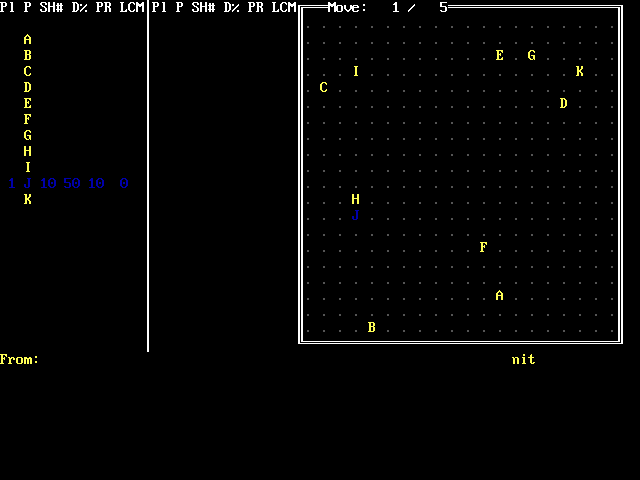 Pl P SH# D% PR LCM Pl P SH# D% PR LCM Move: 1 / 5
A
B E G
C I K
D C
E D
F
G
H
I
1 J 10 50 10 0
K H
J
F
A
B
From: nit